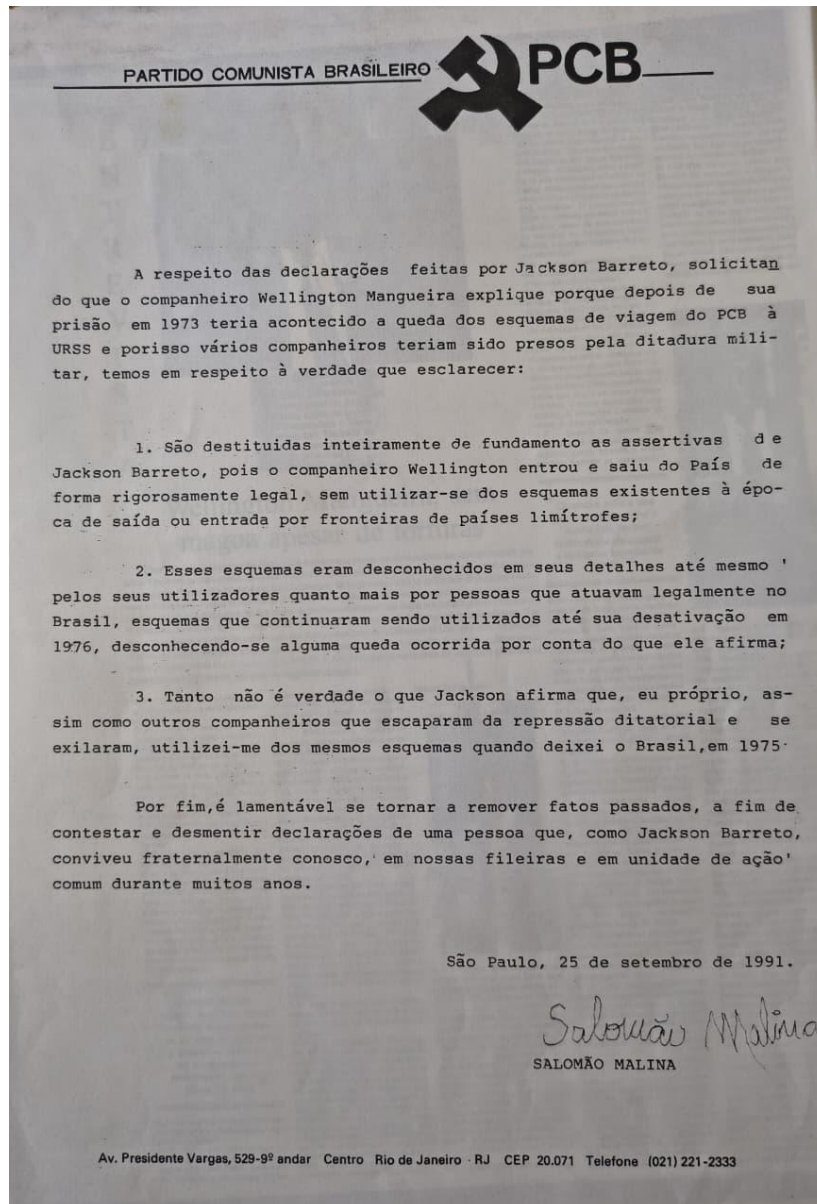 PARTIDO COMUNISTA BRASILEIRO PCB
A respeito das declarações feitas por Jackson Barreto, solicitan
do que o companheiro Wellington Mangueira explique porque depois de sua
prisão em 1973 teria acontecido a queda dos esquemas de viagem do PCB à
URSS e porisso vários companheiros teriam sido presos pela ditadura mili-
tar, temos em respeito à verdade que esclarecer:
1. São destituidas inteiramente de fundamento as assertivas d e
Jackson Barreto, pois o companheiro Wellington entrou e saiu do País de
forma rigorosamente legal, sem utilizar-se dos esquemas existentes à épo-
ca de saída ou entrada por fronteiras de países limítrofes;
2. Esses esquemas eram desconhecidos em seus detalhes até mesmo '
pelos seus utilizadores quanto mais por pessoas que atuavam legalmente no
Brasil, esquemas que continuaram sendo utilizados até sua desativação em
1976, desconhecendo-se alguma queda ocorrida por conta do que ele afirma;
3. Tanto não é verdade o que Jackson afirma que, eu próprio, as-
sim como outros companheiros que escaparam da repressão ditatorial e se
exilaram, utilizei-me dos mesmos esquemas quando deixei o Brasil,em 1975.
Por fim,é lamentável se tornar a remover fatos passados, a fim de
contestar e desmentir declarações de uma pessoa que, como Jackson Barreto,
conviveu fraternalmente conosco, em nossas fileiras e em unidade de ação'
comum durante muitos anos.
São Paulo, 25 de setembro de 1991.
Salomão Malina
SALOMÃO MALINA
Av. Presidente Vargas, 529-9º andar Centro Rio de Janeiro - RJ CEP 20.071 Telefone (021) 221-2333